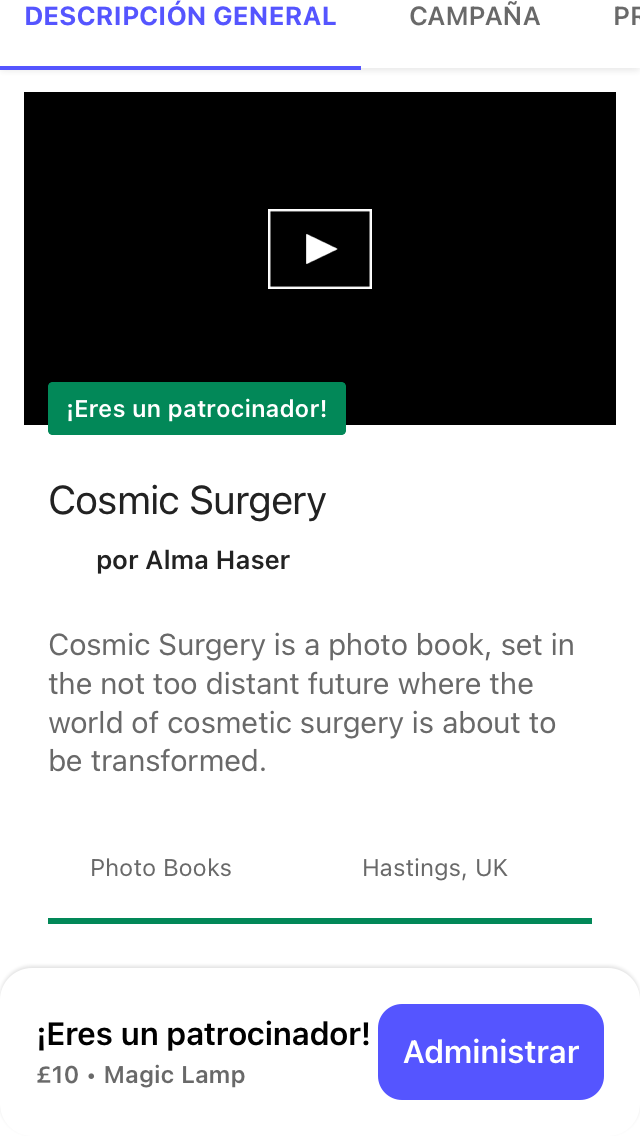 DESCRIPCIÓN GENERAL CAMPAÑA
¡Eres un patrocinador!
Cosmic Surgery
por Alma Haser
Cosmic Surgery is a photo book, set in
the not too distant future where the
world of cosmetic surgery is about to
be transformed.
Photo Books Hastings, UK
¡Eres un patrocinador!
£10 • Magic Lamp
Administrar